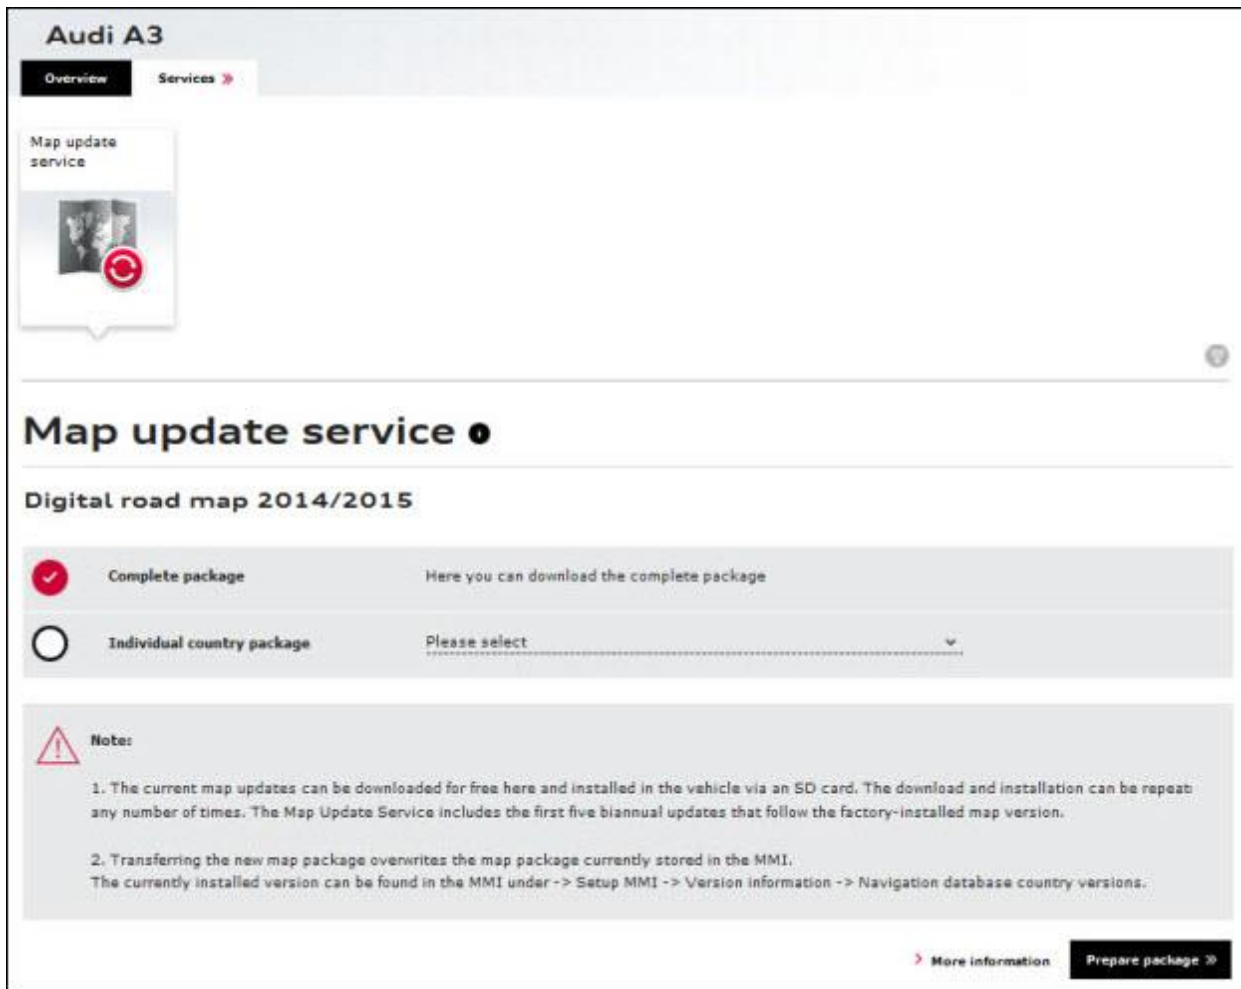 Audi A3
Overview
Services »
Map update
service
Map update service
Digital road map 2014/2015
Complete package
Here you can download the complete package
Individual country package
Please select
Note:
1. The current map updates can be downloaded for free here and installed in the vehicle via an SD card. The download and installation can be repeat
any number of times. The Map Update Service includes the first five biannual updates that follow the factory-installed map version.
2. Transferring the new map package overwrites the map package currently stored in the MMI.
The currently installed version can be found in the MMI under -> Setup MMI -> Version information -> Navigation database country versions.
> More information
Prepare package »